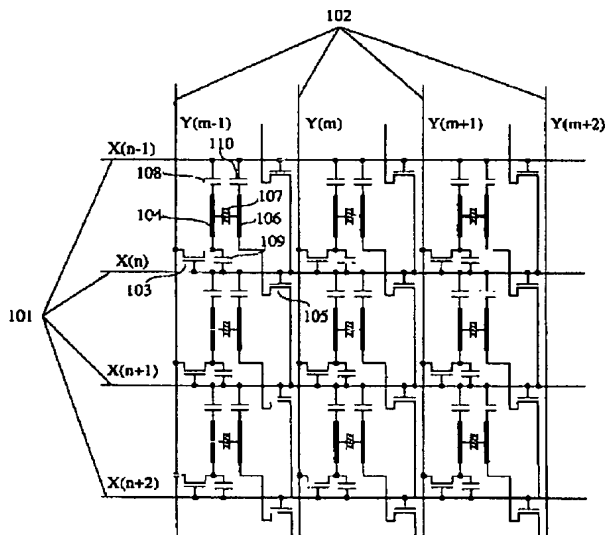 102
Y(m-1) Y(m) Y(m+1) Y(m+2)
X(n-1)
110
108
107
104 106
109
X(n)
103
105
101
X(n+1)
X(n+2)